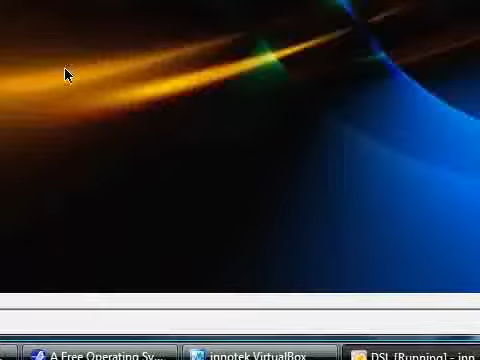 A Free Operating Sy...
innotek VirtualBox
DSL [Running] - inn